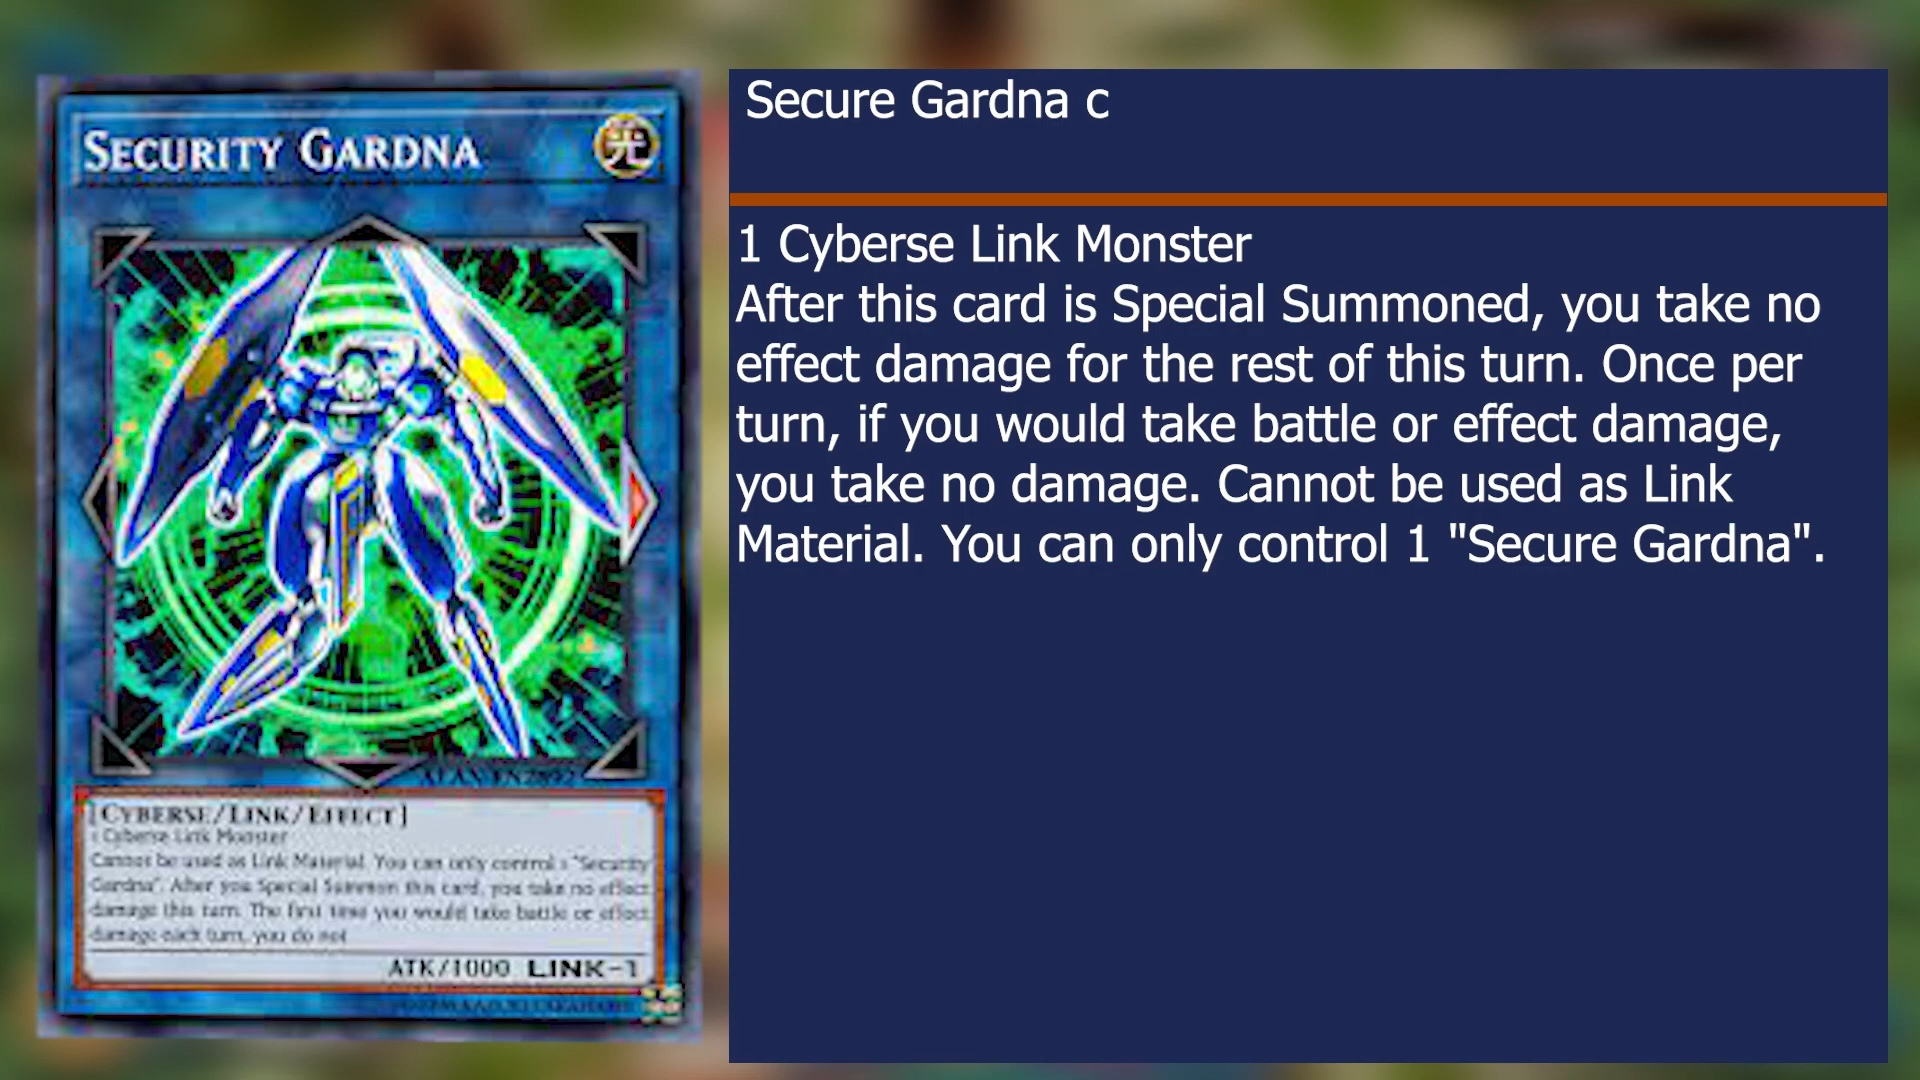 SECURITY GARDNA
光
[CYBERSE/LINK/EFFECT]
1 Cyberse Link Monster
Cannot be used as Link Material. You can only control 1 "Security
Gardna". After you Special Summon this card, you take no effect
damage this turn. The first time you would take battle or effect
damage each turn, you do not
ATK/1000 LINK-1
Secure Gardna c
1 Cyberse Link Monster
After this card is Special Summoned, you take no
effect damage for the rest of this turn. Once per
turn, if you would take battle or effect damage,
you take no damage. Cannot be used as Link
Material. You can only control 1 "Secure Gardna".